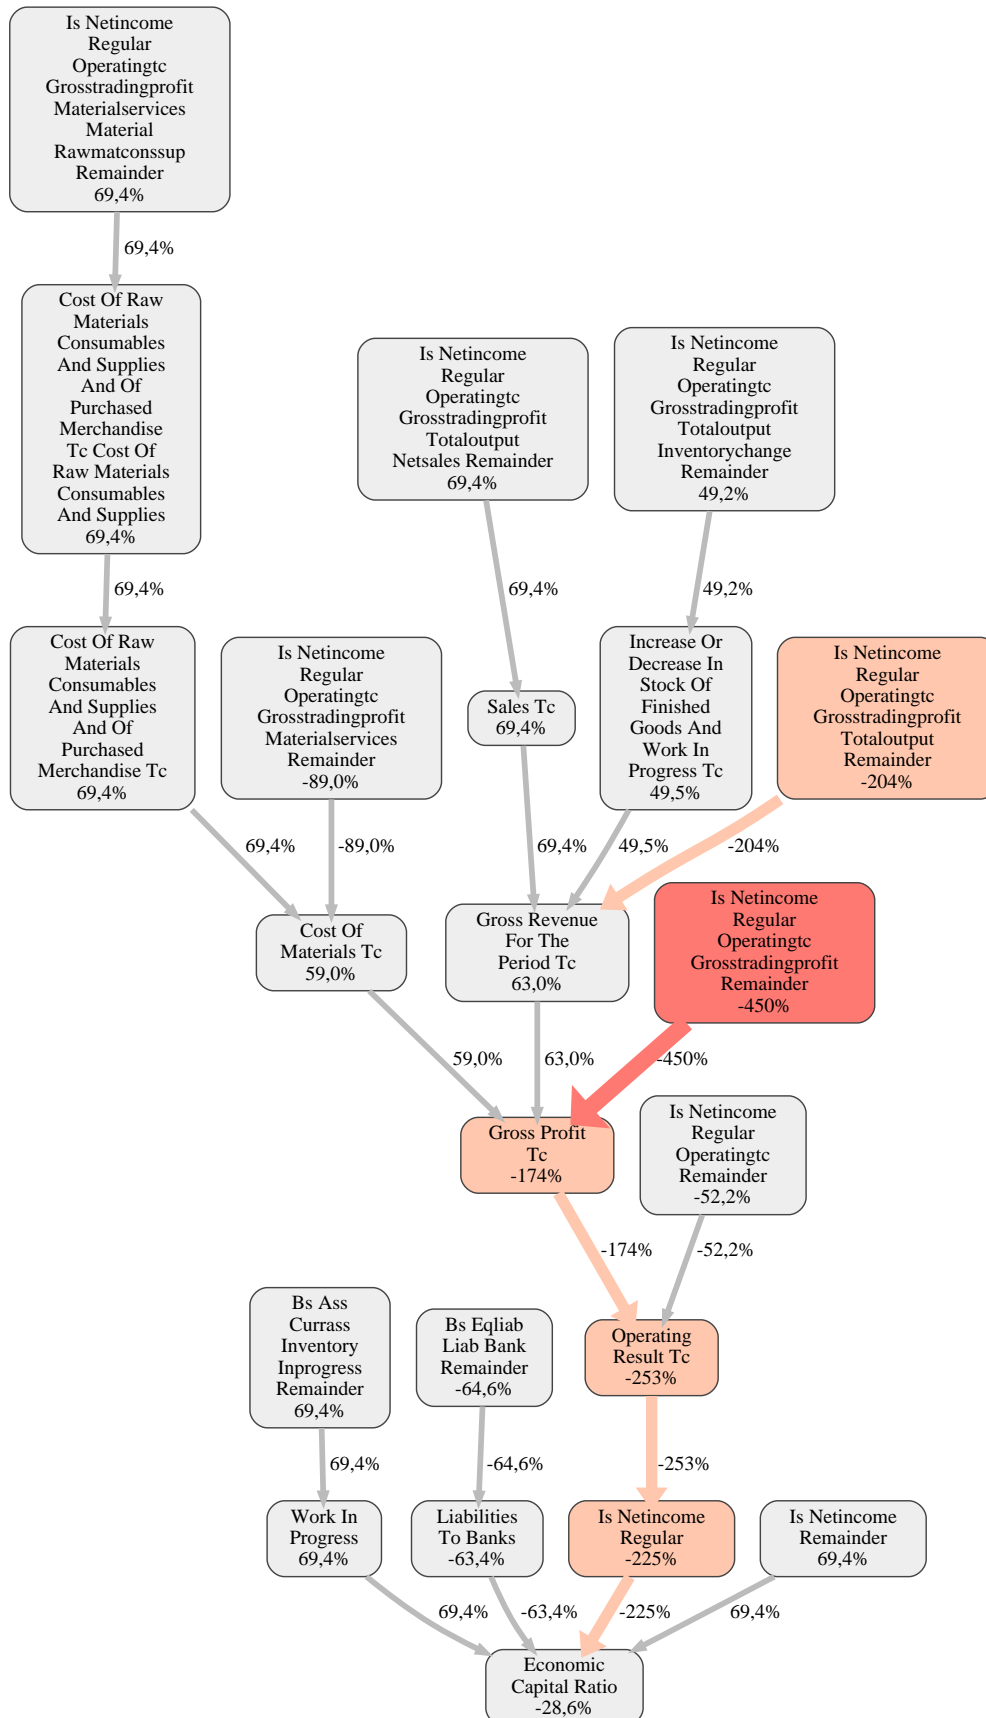 Is Netincome
Regular
Operatingtc
Grosstradingprofit
Materialservices
Material
Rawmatconssup
Remainder
69,4%
69,4%
Cost Of Raw
Materials
Consumables
And Supplies
And Of
Purchased
Merchandise
Tc Cost Of
Raw Materials
Consumables
And Supplies
69,4%
Is Netincome
Regular
Operatingtc
Grosstradingprofit
Totaloutput
Netsales Remainder
69,4%
Is Netincome
Regular
Operatingtc
Grosstradingprofit
Totaloutput
Inventorychange
Remainder
49,2%
69,4%
69,4%
49,2%
Cost Of Raw
Materials
Consumables
And Supplies
And Of
Purchased
Merchandise Tc
69,4%
Is Netincome
Regular
Operatingtc
Grosstradingprofit
Materialservices
Remainder
-89,0%
Sales Tc
69,4%
Increase Or
Decrease In
Stock Of
Finished
Goods And
Work In
Progress Tc
49,5%
Is Netincome
Regular
Operatingtc
Grosstradingprofit
Totaloutput
Remainder
-204%
69,4%
-89,0%
69,4%
49,5%
-204%
Cost Of
Materials Tc
59,0%
Gross Revenue
For The
Period Tc
63,0%
Is Netincome
Regular
Operatingtc
Grosstradingprofit
Remainder
-450%
59,0%
63,0%
-450%
Gross Profit
Tc
-174%
Is Netincome
Regular
Operatingtc
Remainder
-52,2%
-174%
-52,2%
Bs Ass
Currass
Inventory
Inprogress
Remainder
69,4%
Bs Eqliab
Liab Bank
Remainder
-64,6%
Operating
Result Tc
-253%
69,4%
-64,6%
-253%
Work In
Progress
69,4%
Liabilities
To Banks
-63,4%
Is Netincome
Regular
-225%
Is Netincome
Remainder
69,4%
69,4%
-63,4%
-225%
69,4%
Economic
Capital Ratio
-28,6%